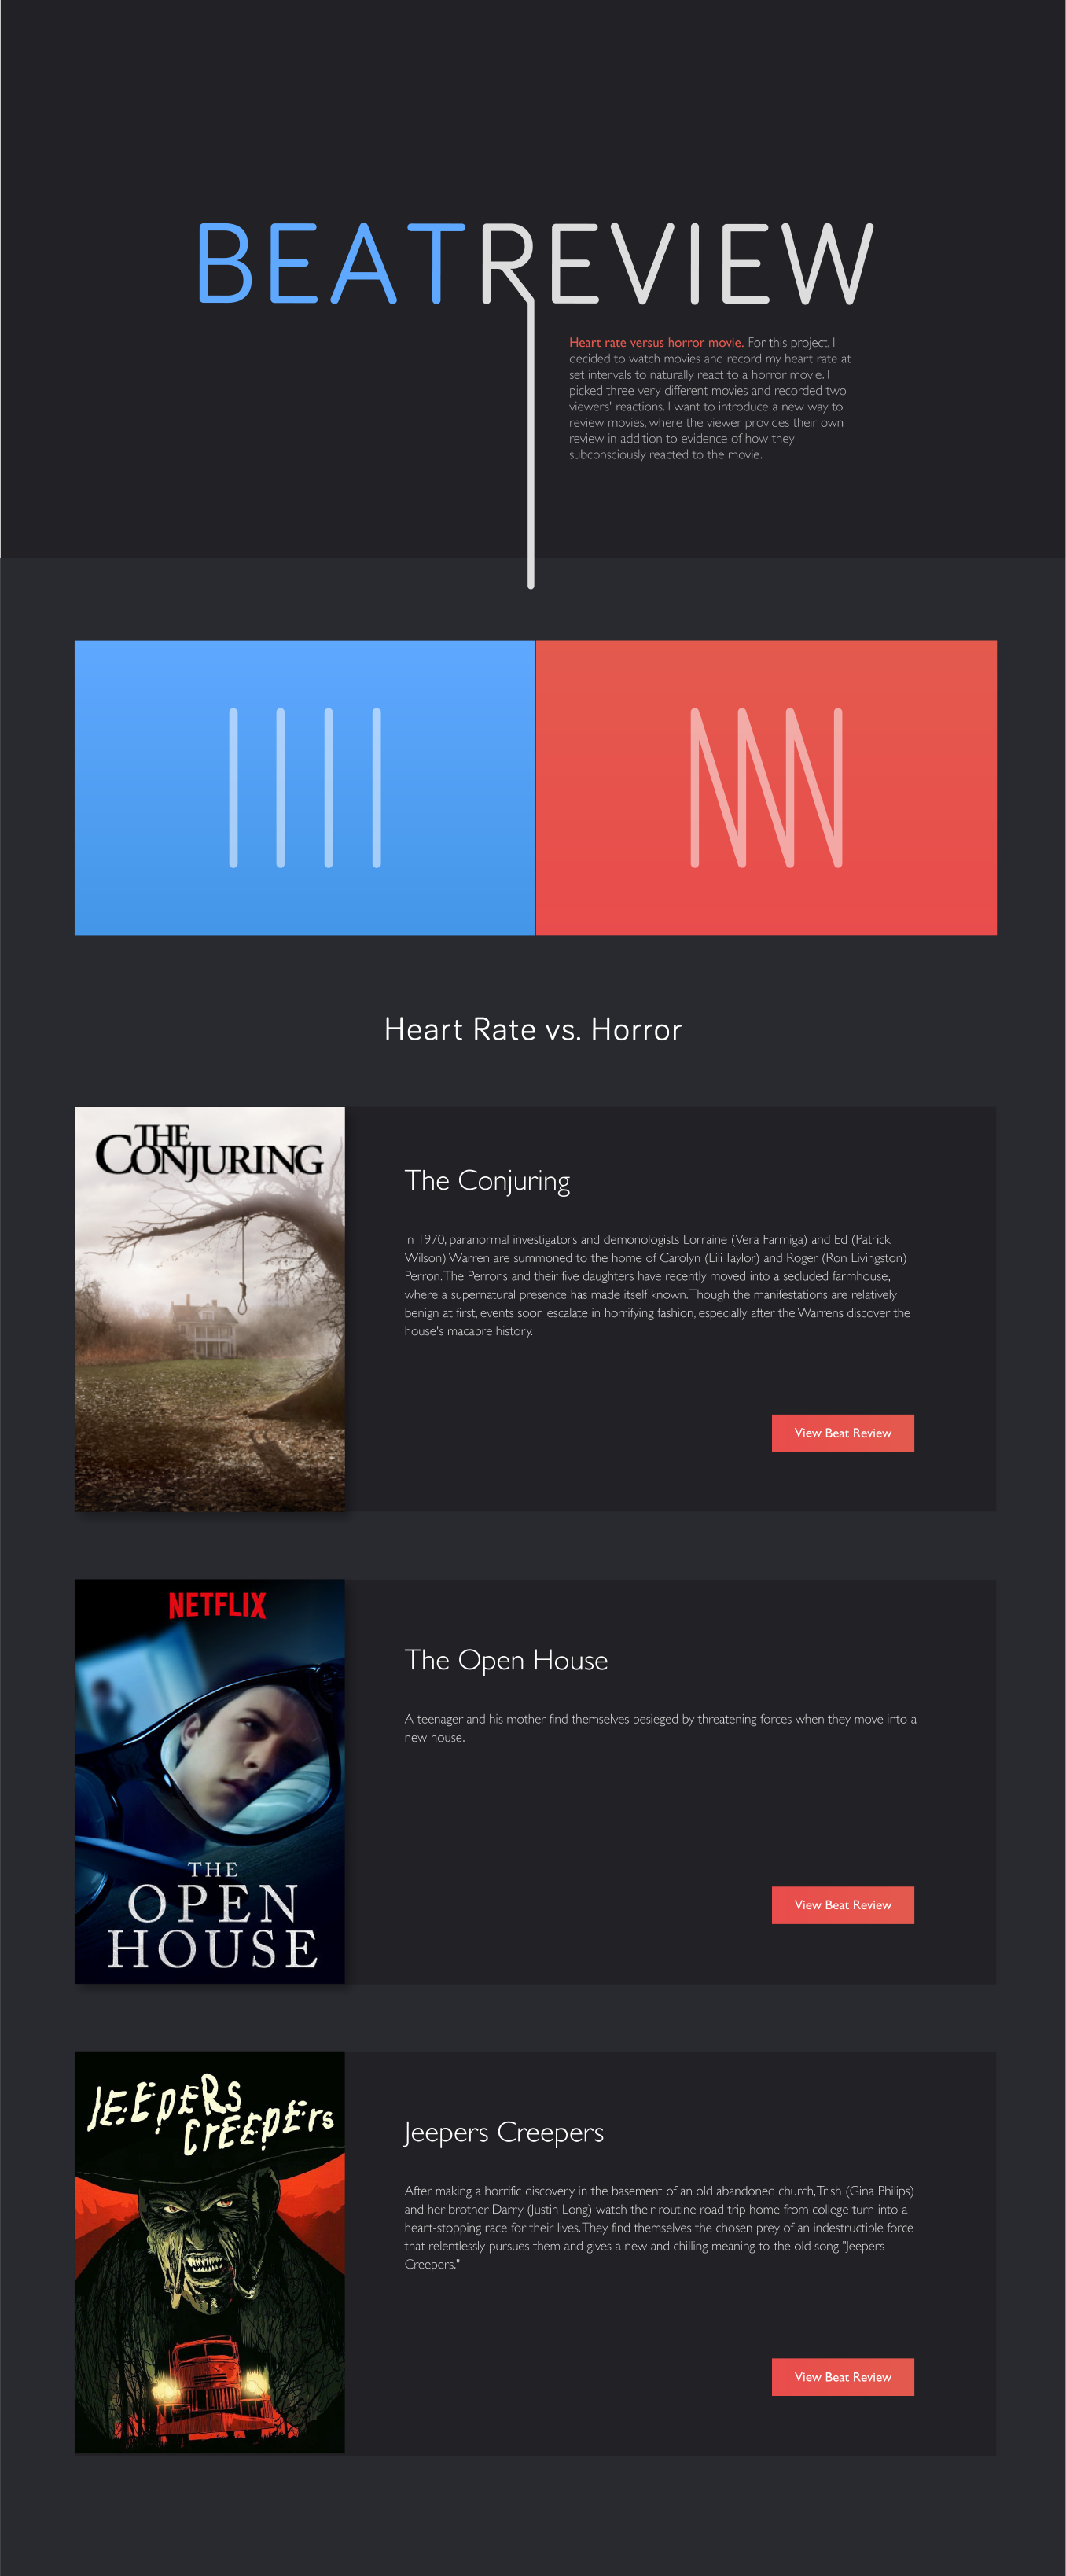 BEATREVIEW
Heart rate versus horror movie. For this project, I
decided to watch movies and record my heart rate at
set intervals to naturally react to a horror movie. I
picked three very different movies and recorded two
viewers' reactions. I want to introduce a new way to
review movies, where the viewer provides their own
review in addition to evidence of how they
subconsciously reacted to the movie.
Heart Rate vs. Horror
THE
CONJURING
The Conjuring
In 1970, paranormal investigators and demonologists Lorraine (Vera Farmiga) and Ed (Patrick
Wilson) Warren are summoned to the home of Carolyn (Lili Taylor) and Roger (Ron Livingston)
Perron. The Perrons and their five daughters have recently moved into a secluded farmhouse,
where a supernatural presence has made itself known. Though the manifestations are relatively
benign at first, events soon escalate in horrifying fashion, especially after the Warrens discover the
house's macabre history.
View Beat Review
NETFLIX
THE
OPEN
HOUSE
The Open House
A teenager and his mother find themselves besieged by threatening forces when they move into a
new house.
View Beat Review
JEEPERS
CREEPERS
Jeepers Creepers
After making a horrific discovery in the basement of an old abandoned church, Trish (Gina Philips)
and her brother Darry (Justin Long) watch their routine road trip home from college turn into a
heart-stopping race for their lives. They find themselves the chosen prey of an indestructible force
that relentlessly pursues them and gives a new and chilling meaning to the old song "Jeepers
Creepers."
View Beat Review